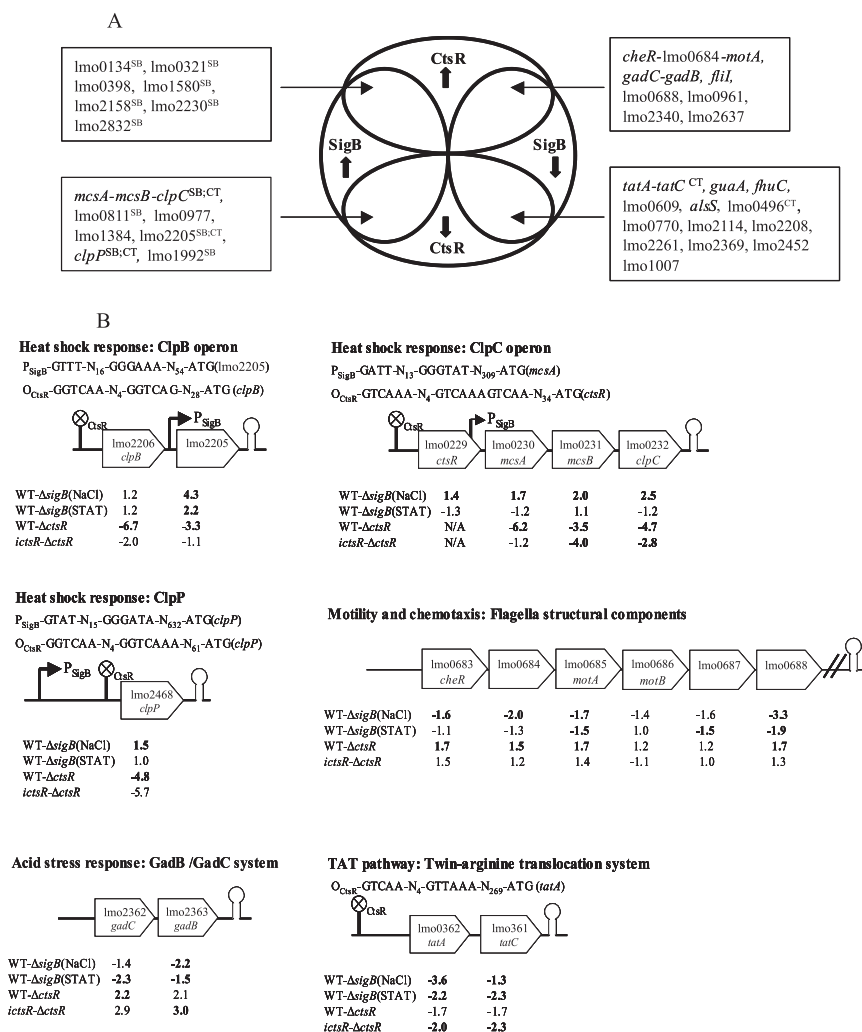 A
lmo0134SB, lmo0321SB
lmo0398, lmo1580SB,
lmo2158SB, lmo2230SB
lmo2832SB
CtsR
cheR-lmo0684-motA,
gadC-gadB, fliI,
lmo0688, lmo0961,
lmo2340, lmo2637
SigB
SigB
mcsA-mcsB-clpCSB;CT,
lmo0811SB, lmo0977,
lmo1384, lmo2205SB;CT,
clpPSB;CT, lmo1992SB
CtsR
tatA-tatC CT, guaA, fhuC,
lmo0609, alsS, lmo0496CT,
lmo0770, lmo2114, lmo2208,
lmo2261, lmo2369, lmo2452
lmo1007
B
Heat shock response: ClpB operon
PSigB-GTTT-N16-GGGAAA-N54-ATG(lmo2205)
OCtsR-GGTCAA-N4-GGTCAG-N28-ATG (clpB)
CtsR
PSigB
lmo2206 lmo2205
clpB
WT-ΔsigB(NaCl) 1.2 4.3
WT-ΔsigB(STAT) 1.2 2.2
WT-ΔctsR -6.7 -3.3
ictsR-ΔctsR -2.0 -1.1
Heat shock response: ClpC operon
PSigB-GATT-N13-GGGTAT-N309-ATG(mcsA)
OCtsR-GTCAAA-N4-GTCAAAGTCAA-N34-ATG(ctsR)
CtsR
PSigB
lmo0229 lmo0230 lmo0231 lmo0232
ctsR mcsA mcsB clpC
WT-ΔsigB(NaCl) 1.4 1.7 2.0 2.5
WT-ΔsigB(STAT) -1.3 -1.2 1.1 -1.2
WT-ΔctsR N/A -6.2 -3.5 -4.7
ictsR-ΔctsR N/A -1.2 -4.0 -2.8
Heat shock response: ClpP
PSigB-GTAT-N15-GGGATA-N632-ATG(clpP)
OCtsR-GGTCAA-N4-GGTCAAA-N61-ATG(clpP)
PSigB
CtsR
lmo2468
clpP
WT-ΔsigB(NaCl) 1.5
WT-ΔsigB(STAT) 1.0
WT-ΔctsR -4.8
ictsR-ΔctsR -5.7
Motility and chemotaxis: Flagella structural components
lmo0683 lmo0684 lmo0685 lmo0686 lmo0687 lmo0688
cheR motA motB
WT-ΔsigB(NaCl) -1.6 -2.0 -1.7 -1.4 -1.6 -3.3
WT-ΔsigB(STAT) -1.1 -1.3 -1.5 1.0 -1.5 -1.9
WT-ΔctsR 1.7 1.5 1.7 1.2 1.2 1.7
ictsR-ΔctsR 1.5 1.2 1.4 -1.1 1.0 1.3
Acid stress response: GadB /GadC system
lmo2362 lmo2363
gadC gadB
WT-ΔsigB(NaCl) -1.4 -2.2
WT-ΔsigB(STAT) -2.3 -1.5
WT-ΔctsR 2.2 2.1
ictsR-ΔctsR 2.9 3.0
TAT pathway: Twin-arginine translocation system
OCtsR-GTCAA-N4-GTTAAA-N269-ATG (tatA)
CtsR
lmo0362 lmo361
tatA tatC
WT-ΔsigB(NaCl) -3.6 -1.3
WT-ΔsigB(STAT) -2.2 -2.3
WT-ΔctsR -1.7 -1.7
ictsR-ΔctsR -2.0 -2.3